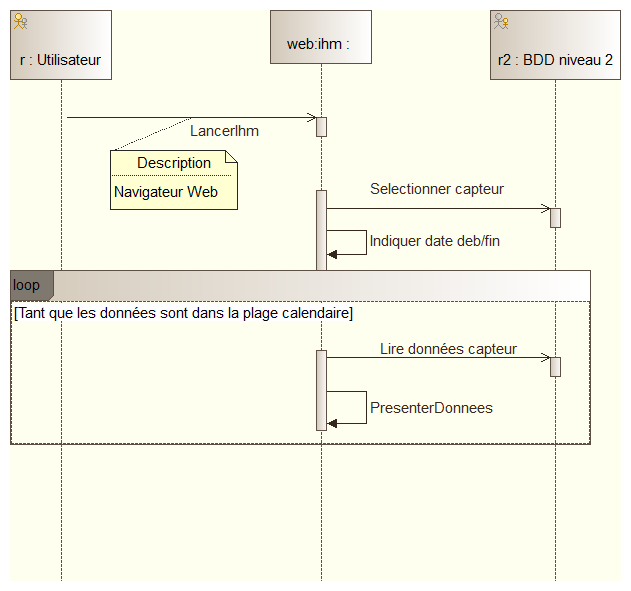 r : Utilisateur
web:ihm :
r2 : BDD niveau 2
LancerIhm
Description
Navigateur Web
Selectionner capteur
Indiquer date deb/fin
loop
[Tant que les données sont dans la plage calendaire]
Lire données capteur
PresenterDonnees